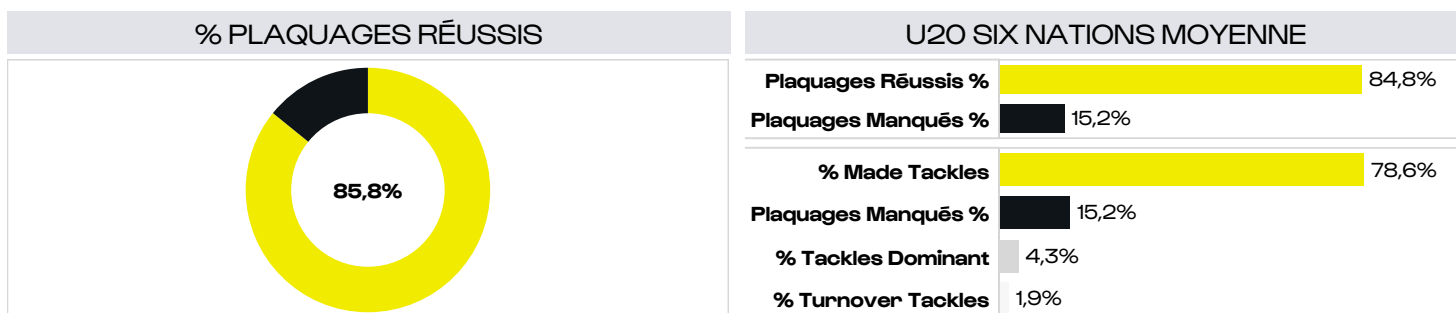 % PLAQUAGES RÉUSSIS
85,8%
U20 SIX NATIONS MOYENNE
Plaquages Réussis % 84,8%
Plaquages Manqués % 15,2%
% Made Tackles 78,6%
Plaquages Manqués % 15,2%
% Tackles Dominant 4,3%
% Turnover Tackles 1,9%